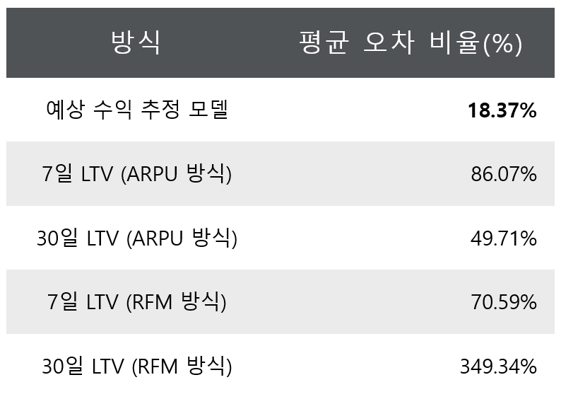 방식 평균 오차 비율(%)
예상 수익 추정 모델 18.37%
7일 LTV (ARPU 방식) 86.07%
30일 LTV (ARPU 방식) 49.71%
7일 LTV (RFM 방식) 70.59%
30일 LTV (RFM 방식) 349.34%